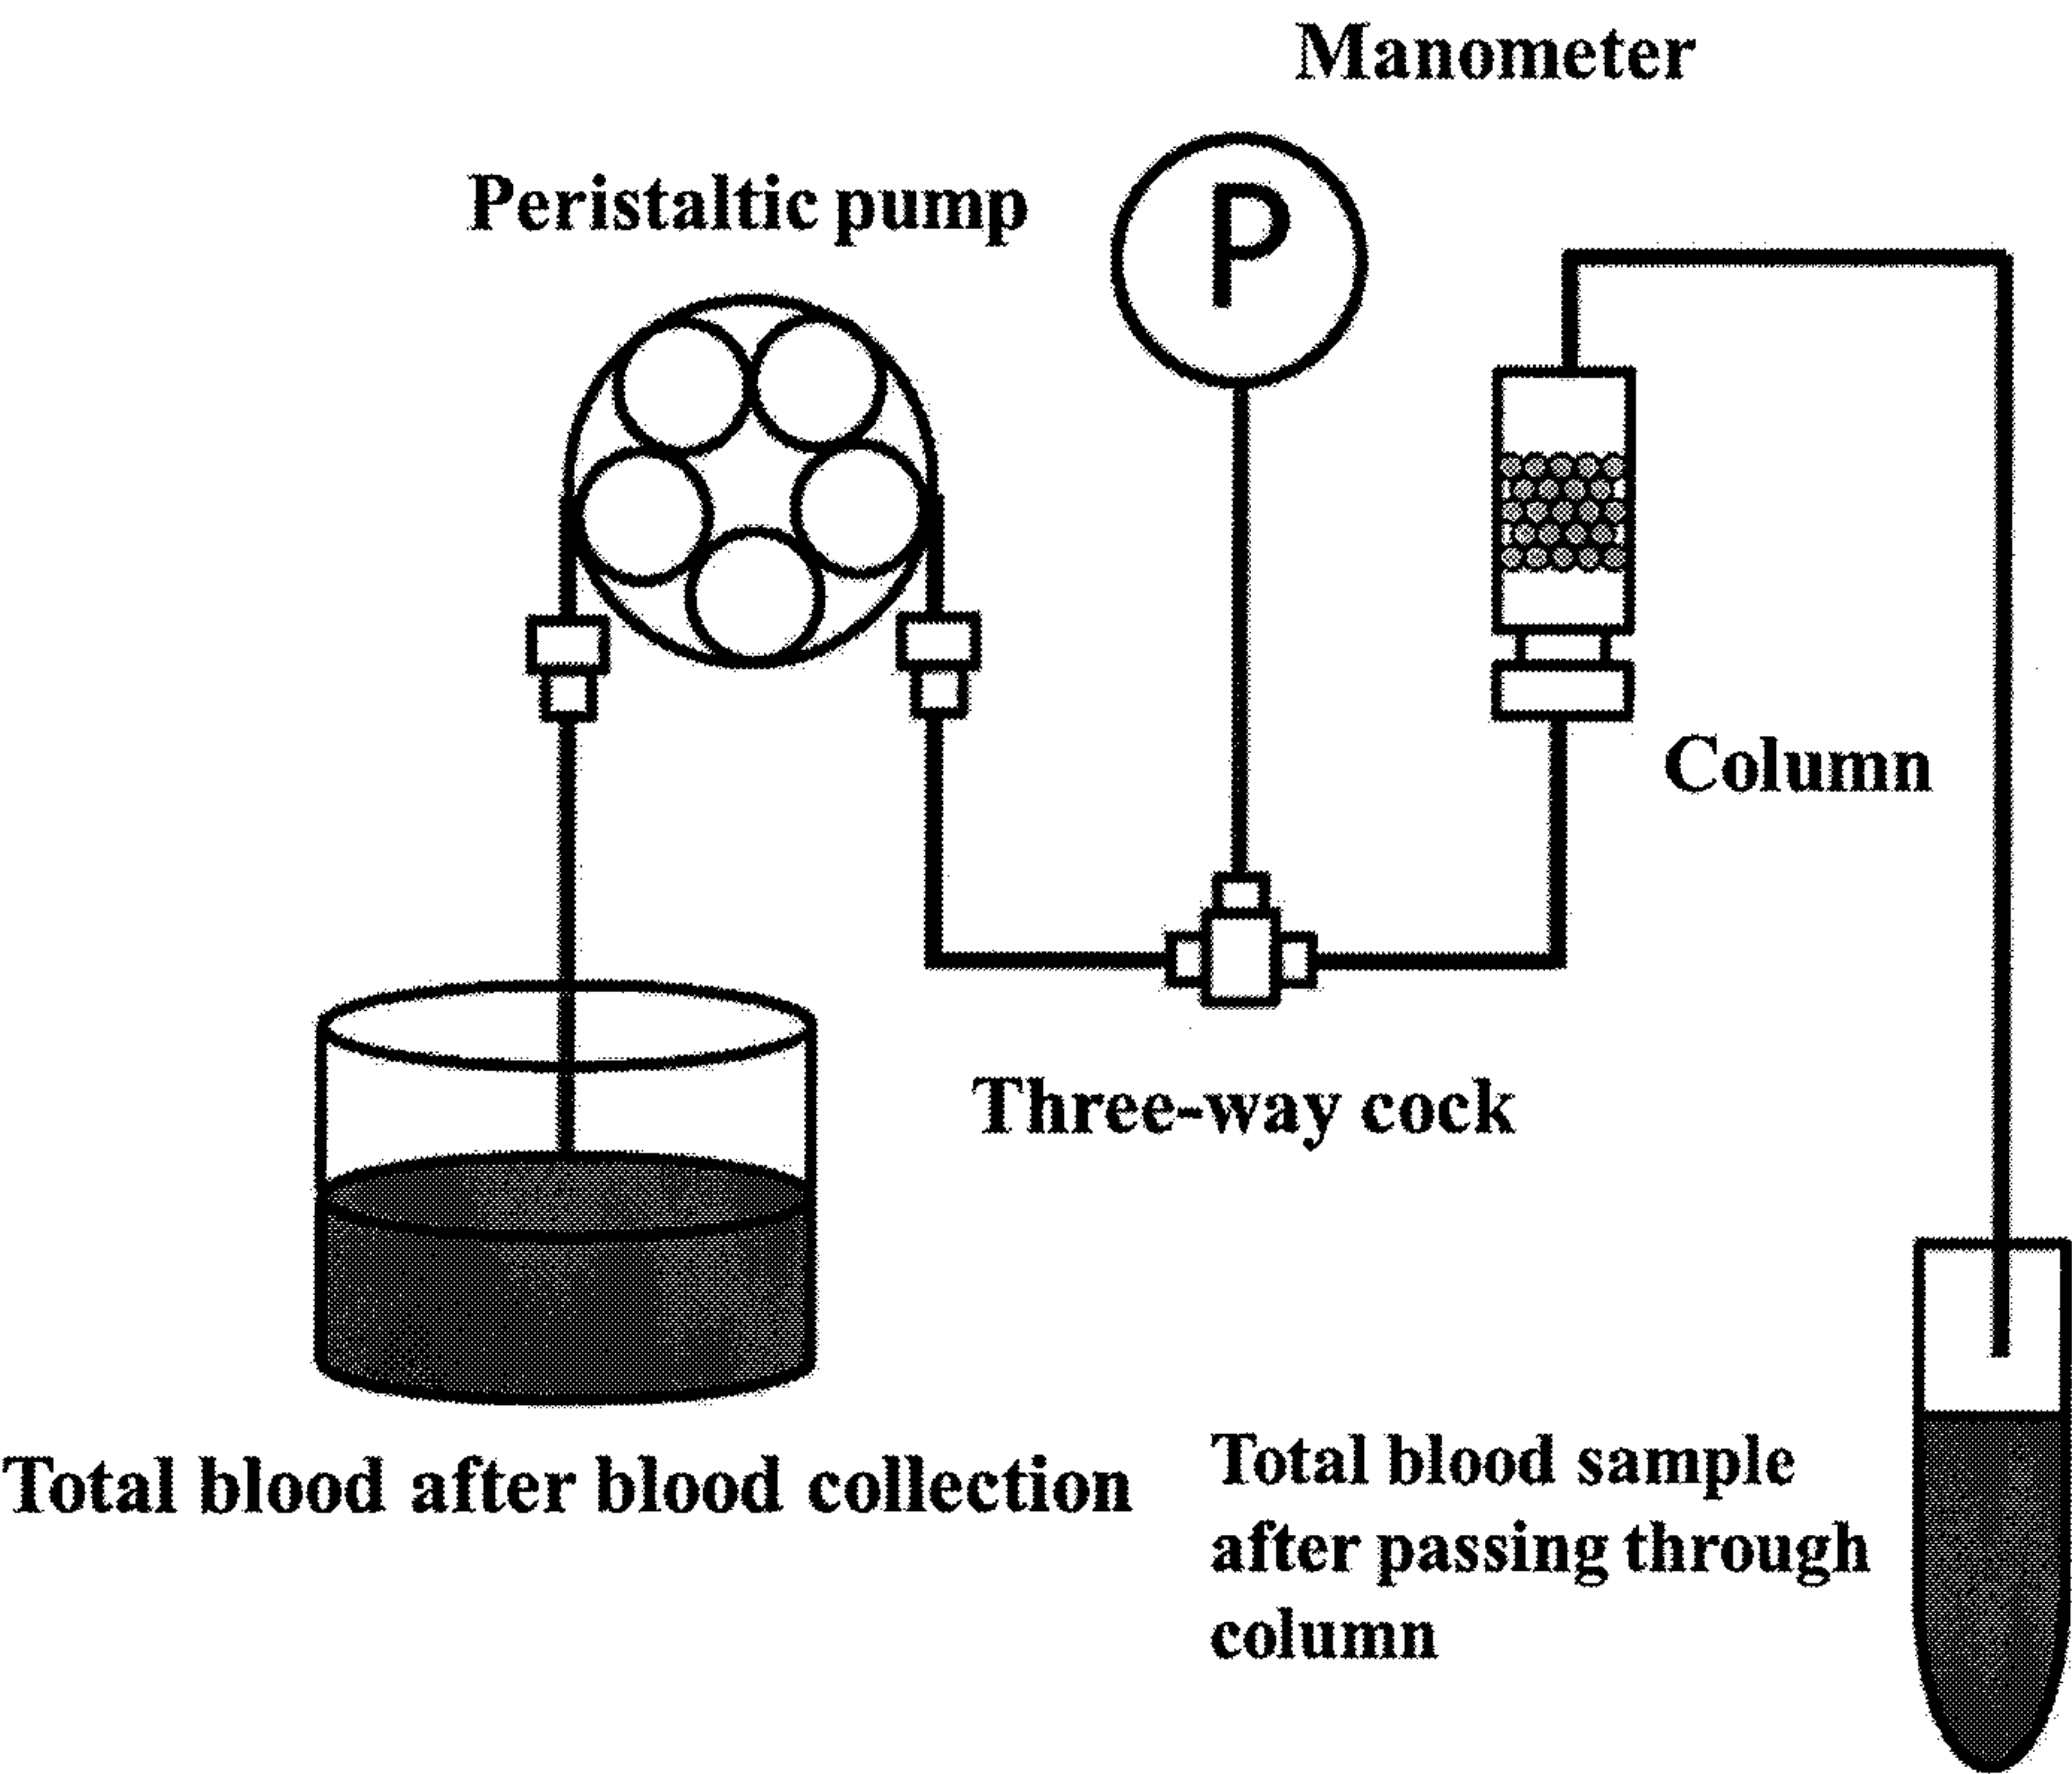 Manometer
Peristaltic pump
P
Column
Three-way cock
Total blood after blood collection
Total blood sample
after passing through
column